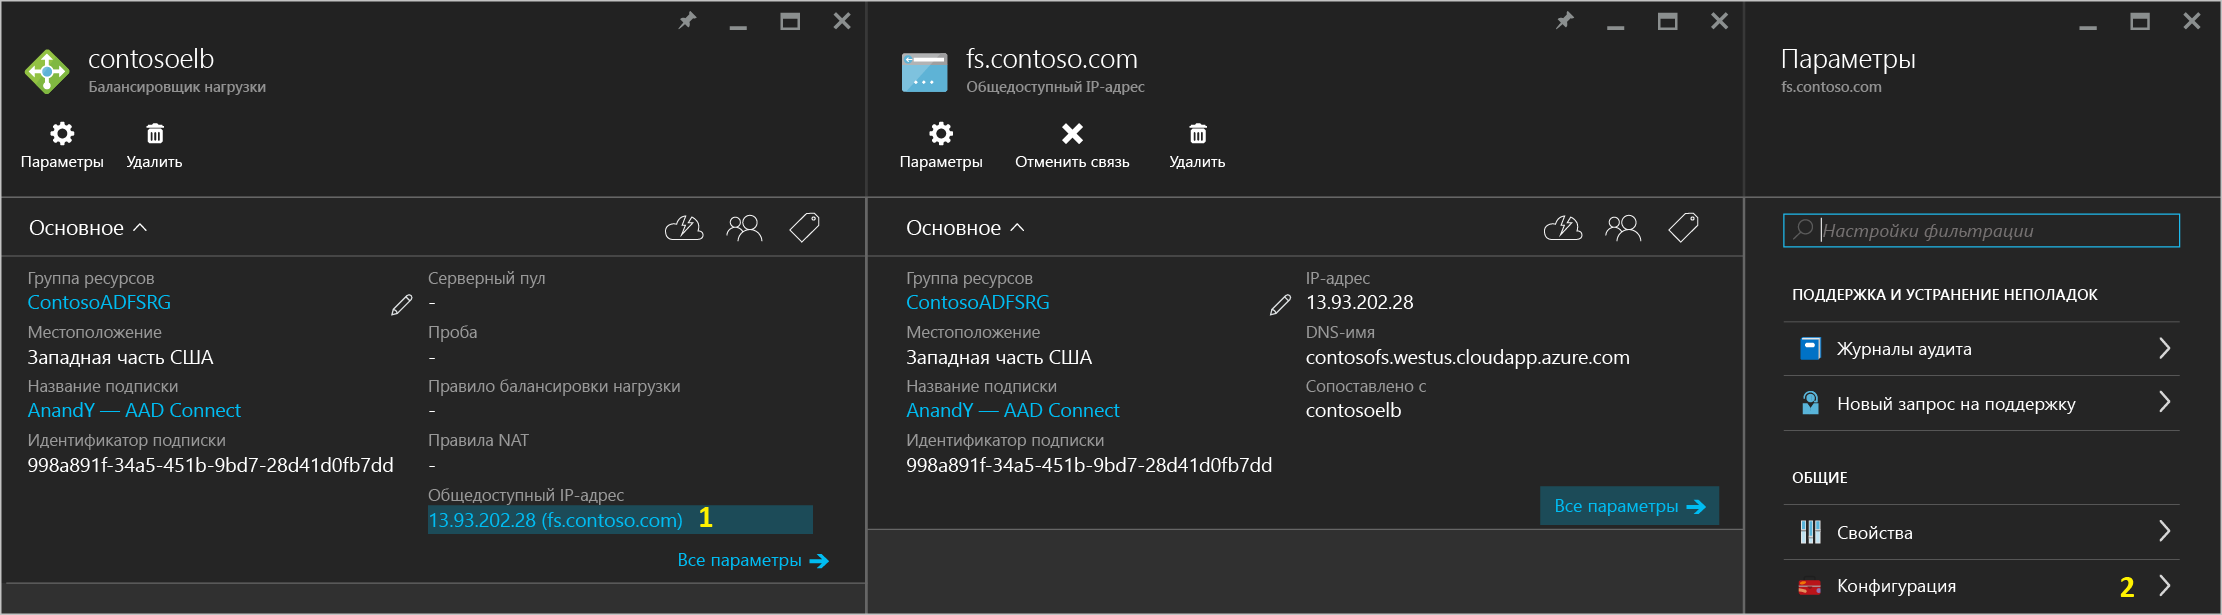 contosoelb
Балансировщик нагрузки
Параметры
Удалить
Основное
Группа ресурсов
ContosoADFSRG
Местоположение
Западная часть США
Название подписки
AnandY — AAD Connect
Идентификатор подписки
998a891f-34a5-451b-9bd7-28d41d0fb7dd
Серверный пул
-
Проба
-
Правило балансировки нагрузки
-
Правила NAT
-
Общедоступный IP-адрес
13.93.202.28 (fs.contoso.com) 1
Все параметры
fs.contoso.com
Общедоступный IP-адрес
Параметры
Отменить связь
Удалить
Основное
Группа ресурсов
ContosoADFSRG
Местоположение
Западная часть США
Название подписки
AnandY — AAD Connect
Идентификатор подписки
998a891f-34a5-451b-9bd7-28d41d0fb7dd
IP-адрес
13.93.202.28
DNS-имя
contosofs.westus.cloudapp.azure.com
Сопоставлено с
contosoelb
Все параметры
Параметры
fs.contoso.com
Настройки фильтрации
ПОДДЕРЖКА И УСТРАНЕНИЕ НЕПОЛАДОК
Журналы аудита
Новый запрос на поддержку
ОБЩИЕ
Свойства
Конфигурация 2